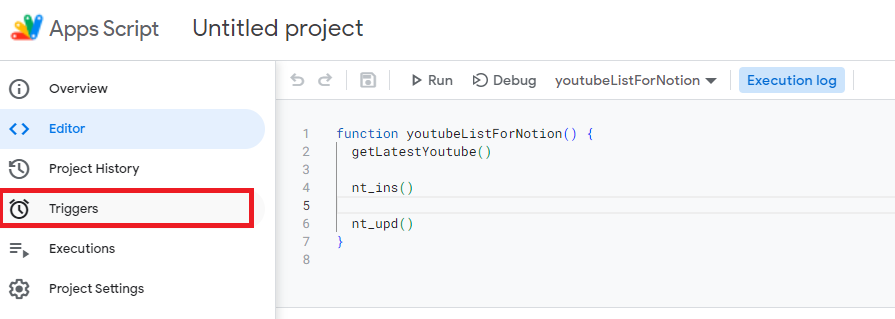 Apps Script Untitled project
Overview
Editor
Project History
Triggers
Executions
Project Settings
Run Debug youtubeListForNotion Execution log
1 function youtubeListForNotion() {
2 getLatestYoutube()
3
4 nt_ins()
5
6 nt_upd()
7 }
8